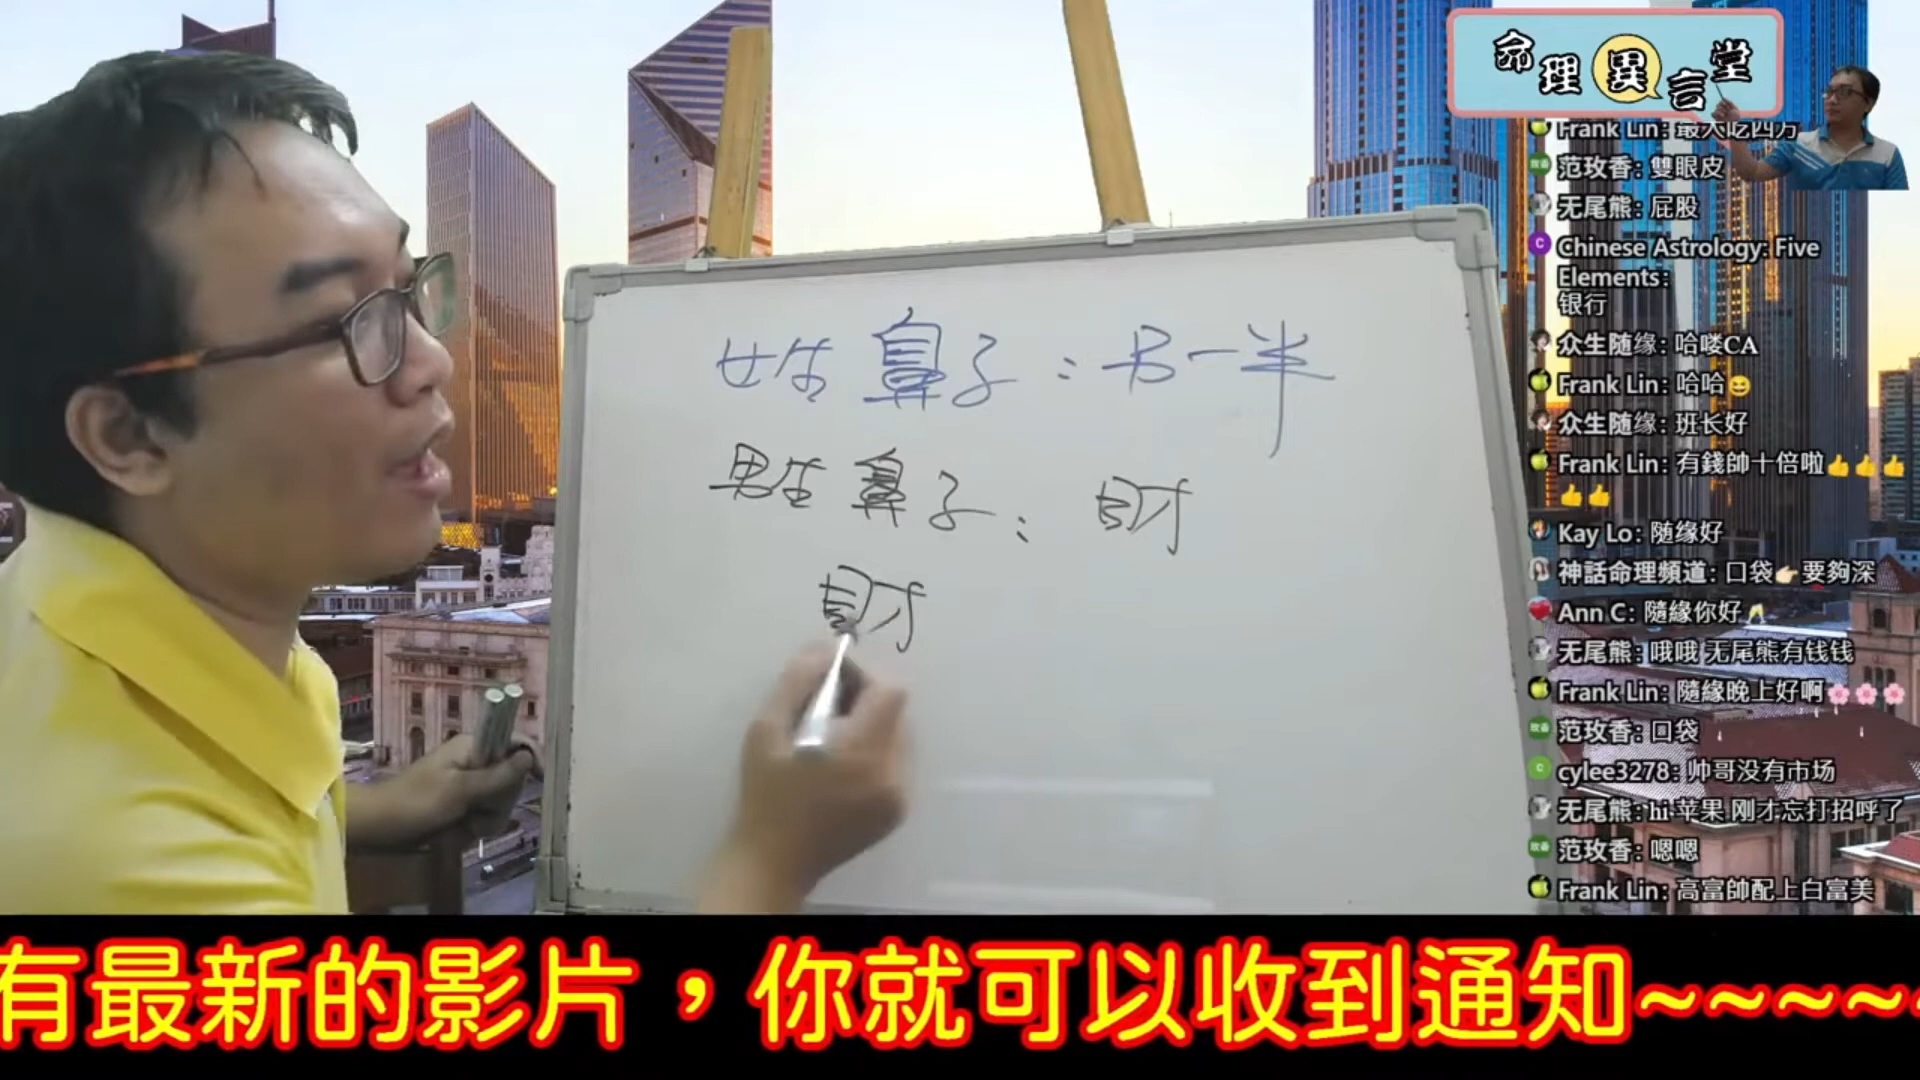 命理異言堂
Frank Lin: 最大吃四方
范玫香: 雙眼皮
无尾熊: 屁股
Chinese Astrology: Five
Elements:
银行
众生随缘: 哈喽CA
Frank Lin: 哈哈😆
众生随缘: 班长好
Frank Lin: 有錢帥十倍啦👍👍👍
👍👍
Kay Lo: 随缘好
神話命理頻道: 口袋👉🏻要夠深
Ann C: 隨緣你好🥂
无尾熊: 哦哦 无尾熊有钱钱
Frank Lin: 隨緣晚上好啊🌸🌸🌸
范玫香: 口袋
cylee3278: 帅哥没有市场
无尾熊: hi 苹果 刚才忘打招呼了
范玫香: 嗯嗯
Frank Lin: 高富帥配上白富美
女生鼻子:另一半
男生鼻子: 財
財
有最新的影片，你就可以收到通知~~~~~